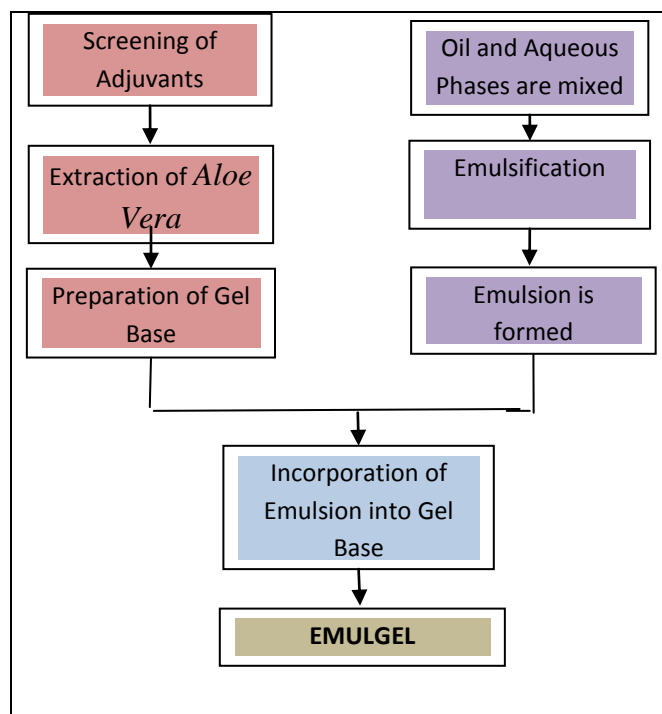 Screening of
Adjuvants
Extraction of Aloe
Vera
Preparation of Gel
Base
Oil and Aqueous
Phases are mixed
Emulsification
Emulsion is
formed
Incorporation of
Emulsion into Gel
Base
EMULGEL